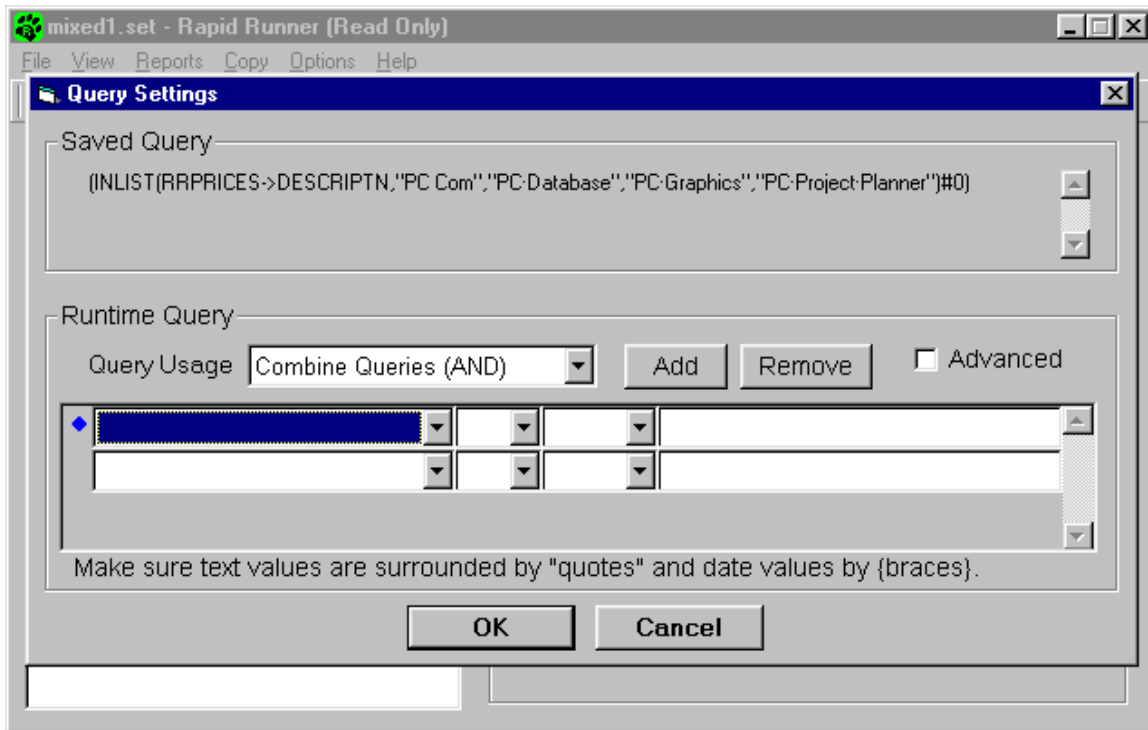 mixed1.set - Rapid Runner (Read Only)
File View Reports Copy Options Help
Query Settings
Saved Query
(INLIST(RRPRICES->DESCRIPTN,"PC Com","PC·Database","PC·Graphics","PC·Project·Planner")#0)
Runtime Query
Query Usage Combine Queries (AND) Add Remove Advanced
Make sure text values are surrounded by "quotes" and date values by {braces}.
OK Cancel